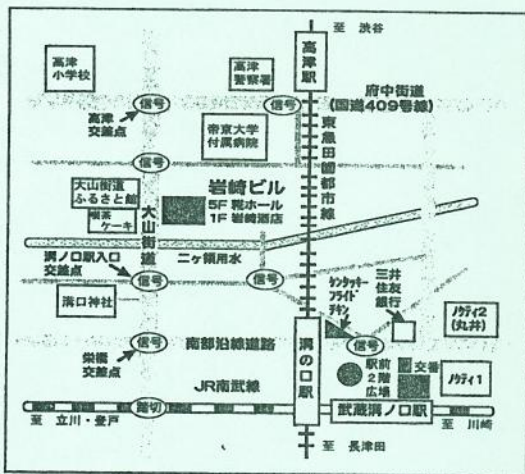 至 渋谷
高津駅
高津
小学校
高津
警察署
府中街道
(国道409号線)
信号
信号
高津
交差点
帝京大学
付属病院
東急田園都市線
信号
大山街道
ふるさと館
喫茶
ケーキ
大山街道
岩崎ビル
5F 糀ホール
1F 岩崎酒店
溝ノ口駅入口
交差点
二ヶ領用水
信号
信号
溝口神社
ケンタッキー
フライド
チキン
三井
住友
銀行
ノクティ2
(丸井)
栄橋
交差点
信号
南部沿線道路
溝の口駅
信号
駅前
2階
広場
交番
ノクティ1
JR南武線
踏切
武蔵溝ノ口駅
至 立川・登戸
至 川崎
至 長津田